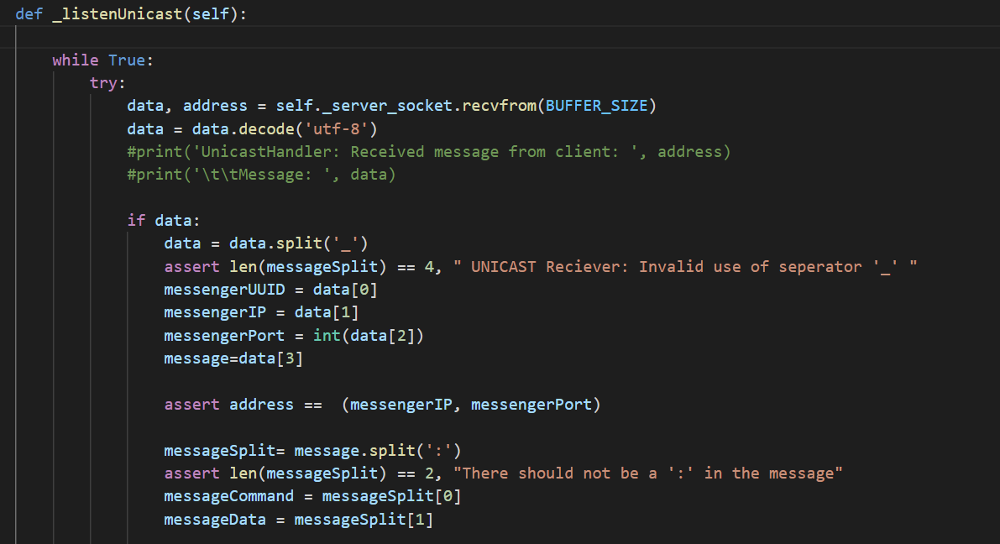 def _listenUnicast(self):
while True:
try:
data, address = self._server_socket.recvfrom(BUFFER_SIZE)
data = data.decode('utf-8')
#print('UnicastHandler: Received message from client: ', address)
#print('\t\tMessage: ', data)
if data:
data = data.split('_')
assert len(messageSplit) == 4, " UNICAST Reciever: Invalid use of seperator '_' "
messengerUUID = data[0]
messengerIP = data[1]
messengerPort = int(data[2])
message=data[3]
assert address ==  (messengerIP, messengerPort)
messageSplit= message.split(':')
assert len(messageSplit) == 2, "There should not be a ':' in the message"
messageCommand = messageSplit[0]
messageData = messageSplit[1]